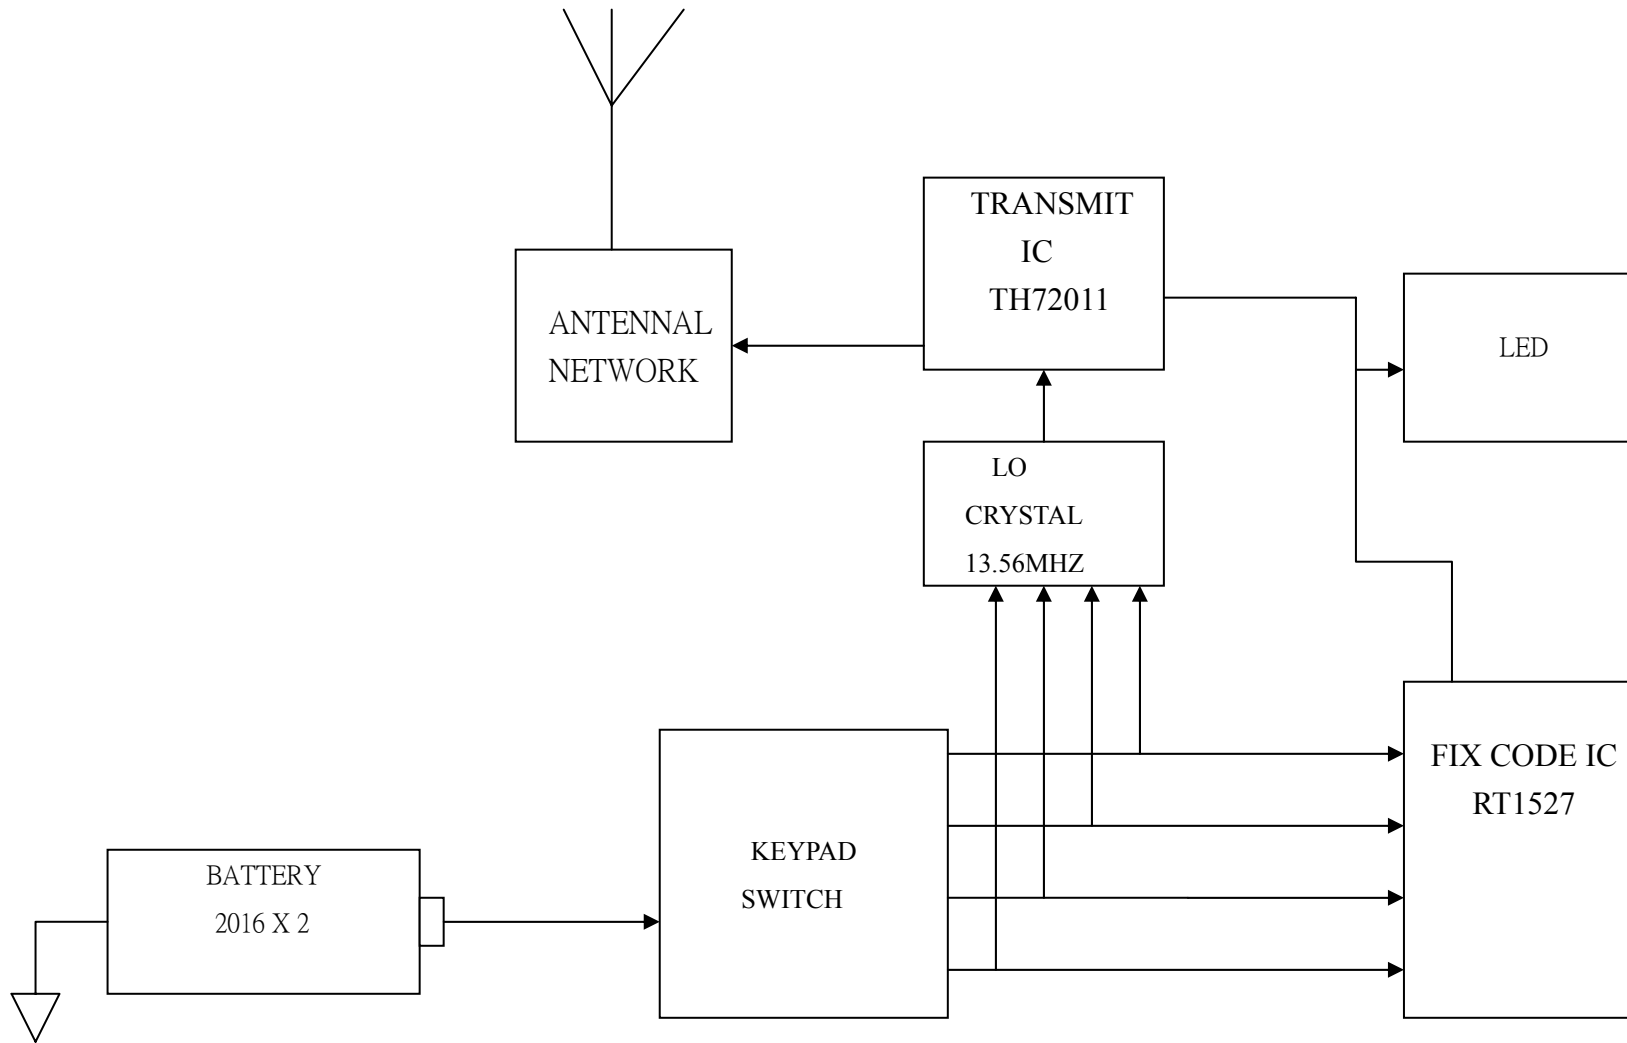 TRANSMIT
IC
TH72011
ANTENNAL
NETWORK
LED
LO
CRYSTAL
13.56MHZ
FIX CODE IC
RT1527
KEYPAD
SWITCH
BATTERY
2016 X 2